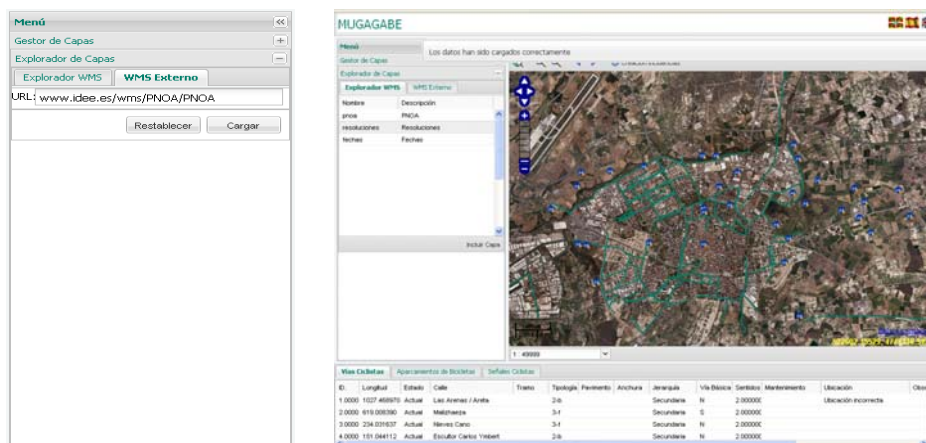 Menú
Gestor de Capas
Explorador de Capas
Explorador WMS WMS Externo
URL: www.idee.es/wms/PNOA/PNOA
Restablecer Cargar
MUGAGABE
Menú
Los datos han sido cargados correctamente
Gestor de Capas
Explorador de Capas
Explorador WMS WMS Externo
Nombre Descripción
pnoa PNOA
resoluciones Resoluciones
fechas Fechas
Incluir Capa
1: 49999
Vías Ciclistas Aparcamientos de Bicicletas Señales Ciclistas
ID. Longitud Estado Calle Tramo Tipología Pavimento Anchura Jerarquía Vía Básica Sentidos Mantenimiento Ubicación
1.0000 1027.468970 Actual Las Arenas / Areita 2-b Secundaria N 2.00000 Ubicación incorrecta
2.0000 619.008390 Actual 3-f Secundaria S 2.00000
3.0000 234.031637 Actual Nieves Cano 3-f Secundaria N 2.00000
4.0000 151.044112 Actual Escultor Carlos 2-b Secundaria N 2.00000